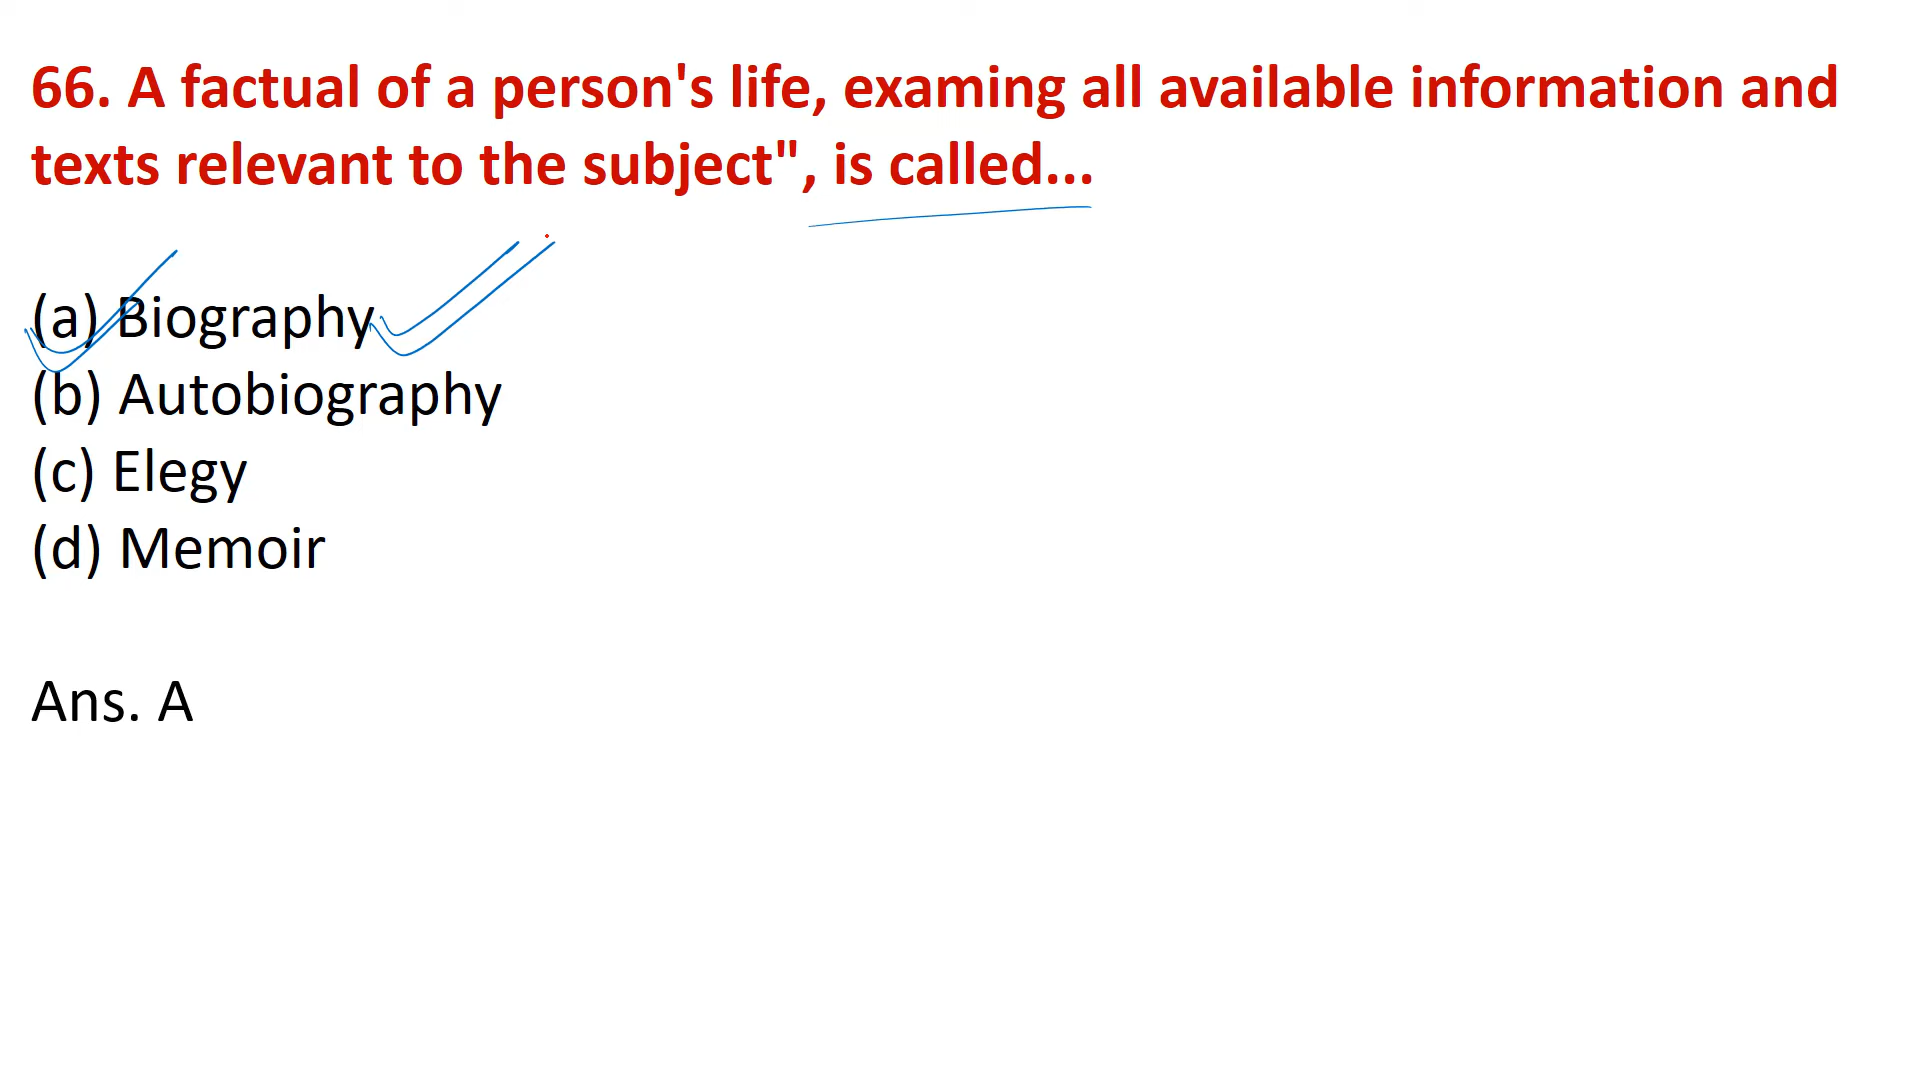 66. A factual of a person's life, examing all available information and
texts relevant to the subject", is called...
(a) Biography
(b) Autobiography
(c) Elegy
(d) Memoir
Ans. A